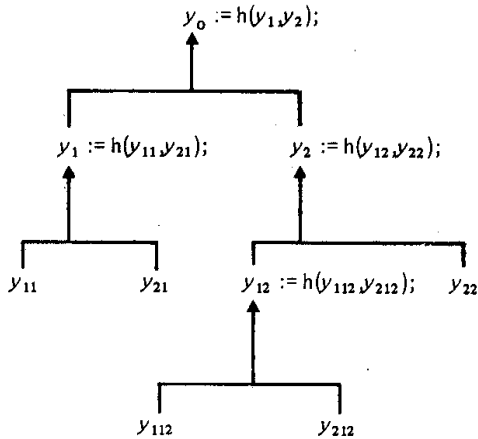 y₀ := h(y₁,y₂);
y₁ := h(y₁₁,y₂₁);
y₂ := h(y₁₂,y₂₂);
y₁₁
y₂₁
y₁₂ := h(y₁₁₂,y₂₁₂);
y₂₂
y₁₁₂
y₂₁₂